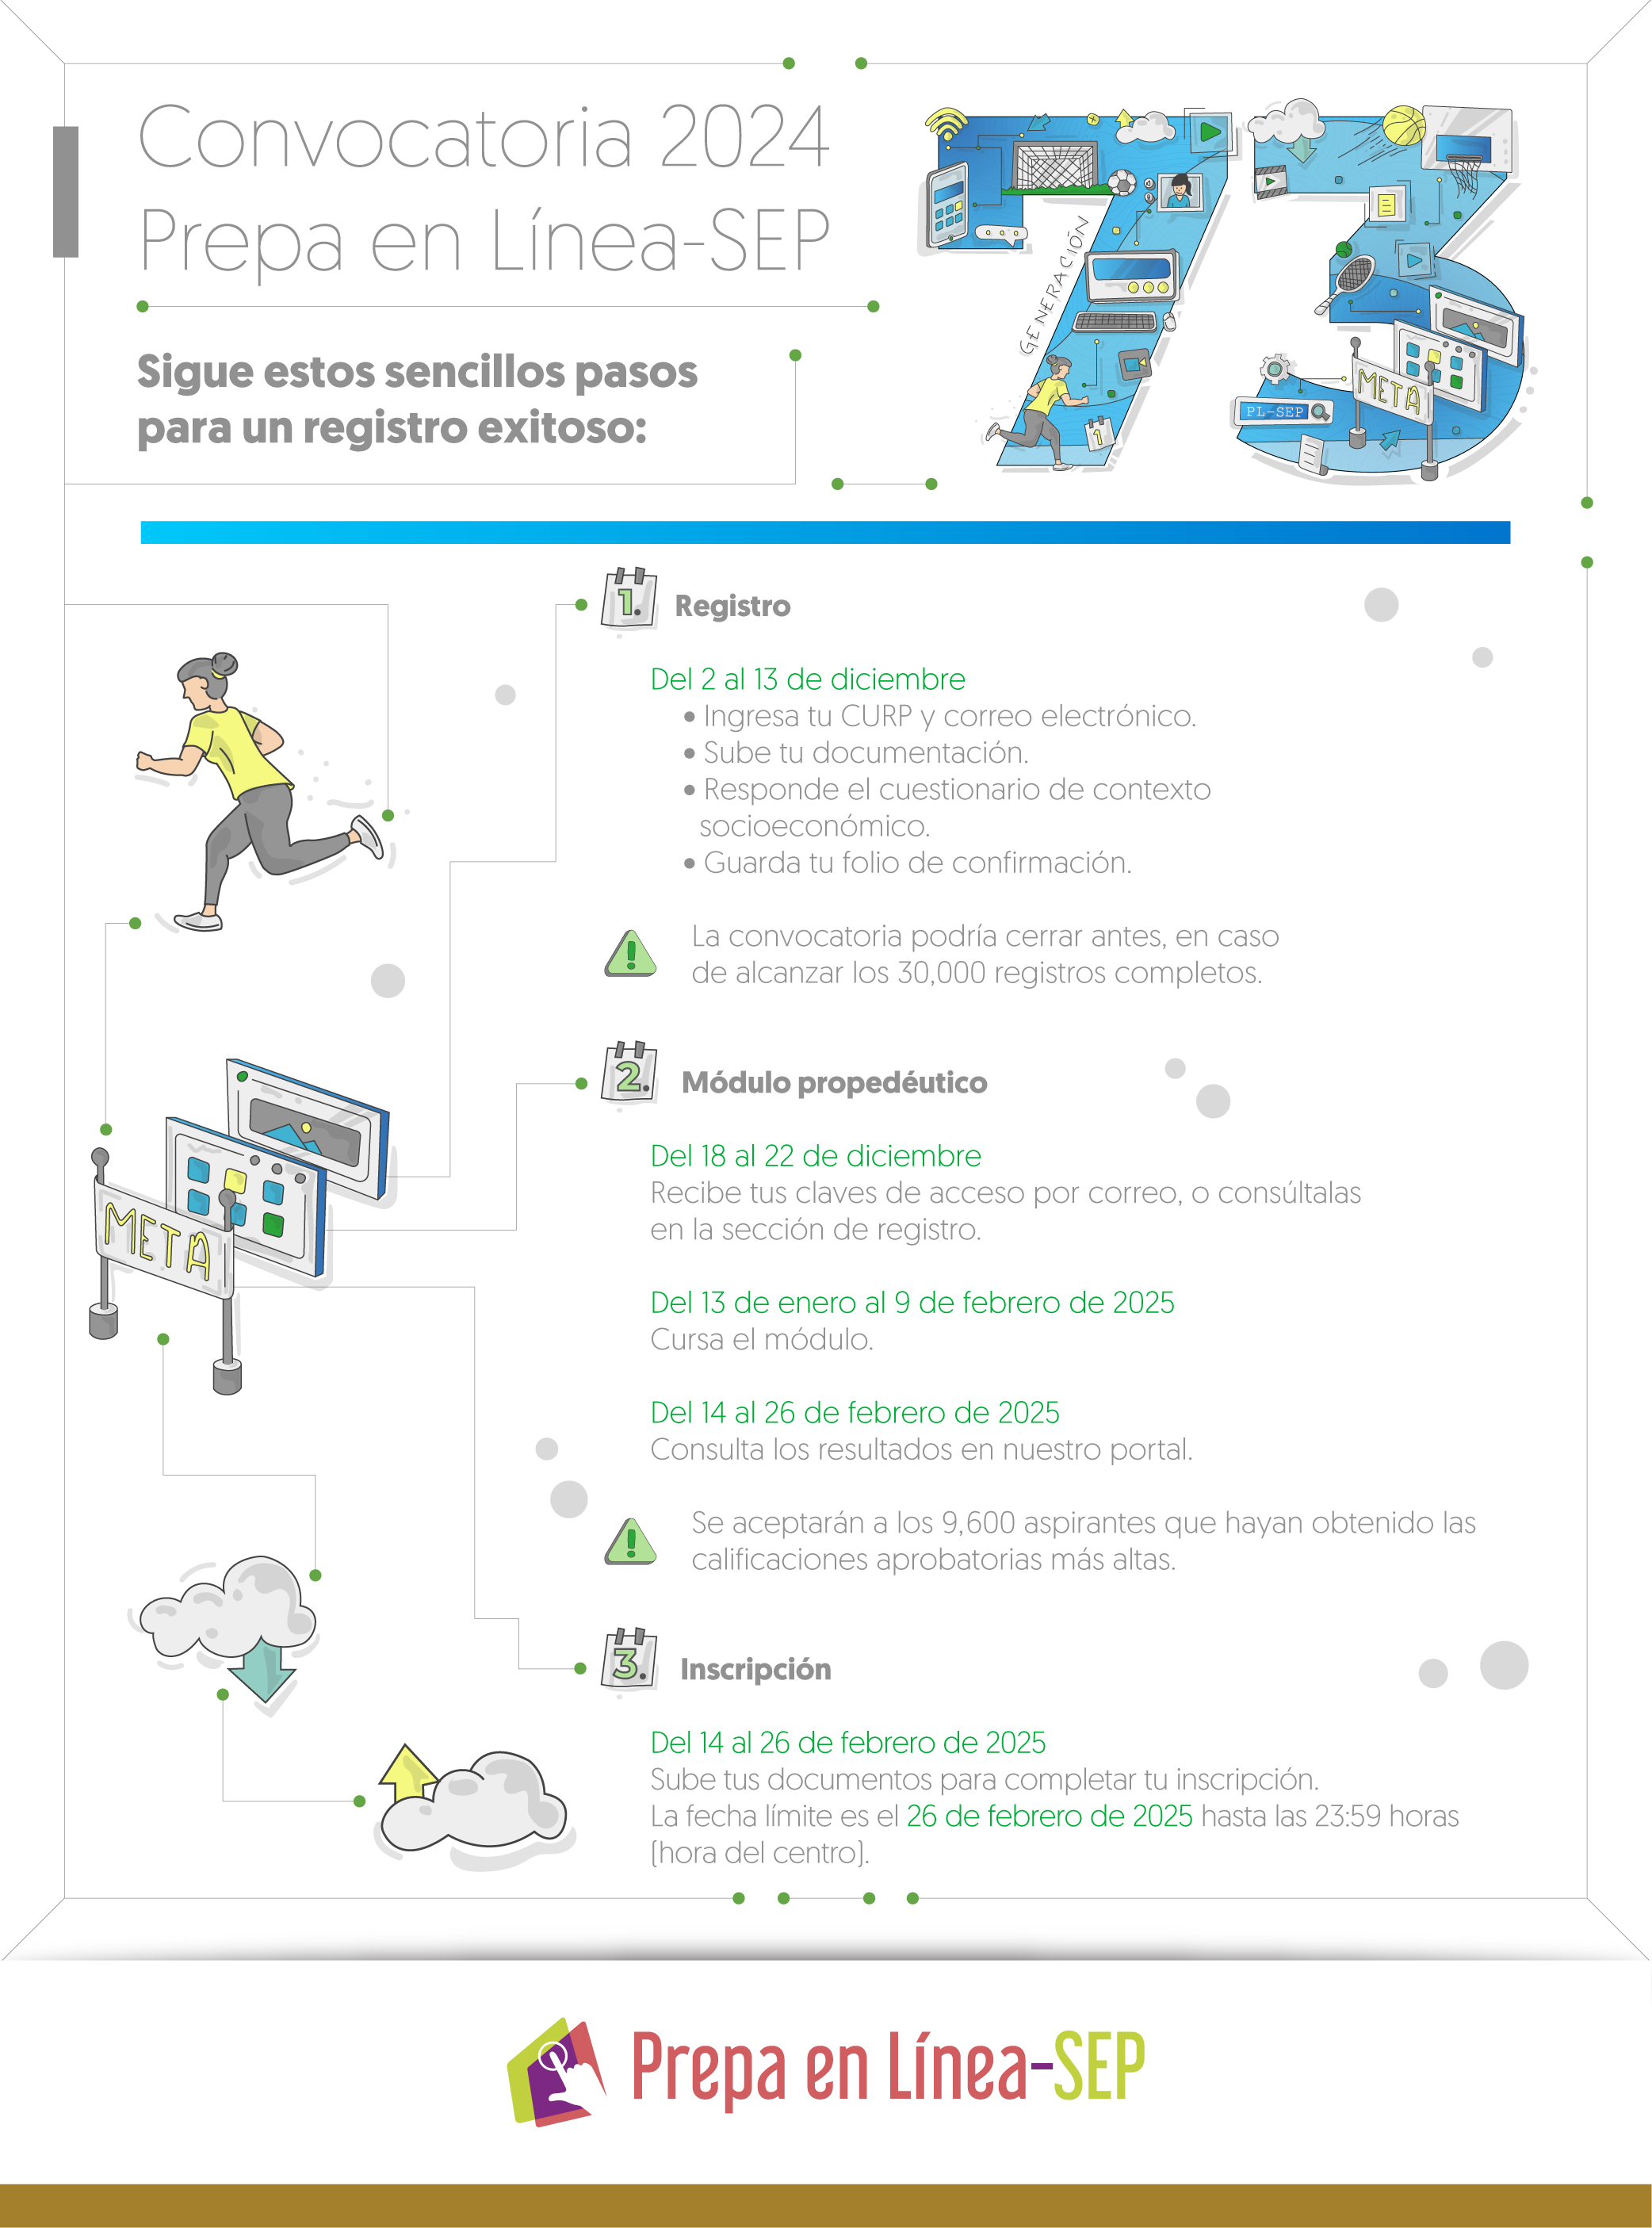 Convocatoria 2024
Prepa en Línea-SEP
Sigue estos sencillos pasos
para un registro exitoso:
GENERACIÓN
1
PL-SEP
META
1. Registro
Del 2 al 13 de diciembre
• Ingresa tu CURP y correo electrónico.
• Sube tu documentación.
• Responde el cuestionario de contexto
socioeconómico.
• Guarda tu folio de confirmación.
! La convocatoria podría cerrar antes, en caso
de alcanzar los 30,000 registros completos.
META
2. Módulo propedéutico
Del 18 al 22 de diciembre
Recibe tus claves de acceso por correo, o consúltalas
en la sección de registro.
Del 13 de enero al 9 de febrero de 2025
Cursa el módulo.
Del 14 al 26 de febrero de 2025
Consulta los resultados en nuestro portal.
! Se aceptarán a los 9,600 aspirantes que hayan obtenido las
calificaciones aprobatorias más altas.
3. Inscripción
Del 14 al 26 de febrero de 2025
Sube tus documentos para completar tu inscripción.
La fecha límite es el 26 de febrero de 2025 hasta las 23:59 horas
(hora del centro).
Prepa en Línea-SEP